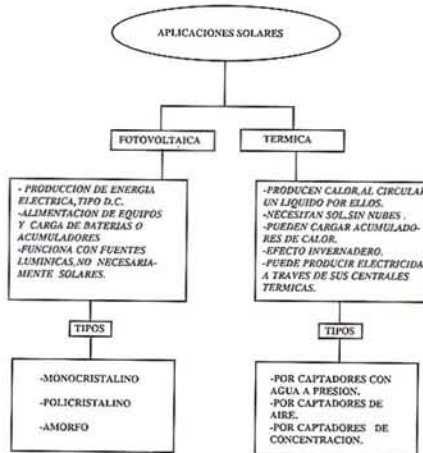 APLICACIONES SOLARES
FOTOVOLTAICA
- PRODUCCION DE ENERGIA
ELECTRICA,TIPO D.C.
-ALIMENTACION DE EQUIPOS
Y CARGA DE BATERIAS O
ACUMULADORES
-FUNCIONA CON FUENTES
LUMINICAS,NO NECESARIA-
MENTE SOLARES.
TIPOS
-MONOCRISTALINO
-POLICRISTALINO
-AMORFO
TERMICA
-PRODUCEN CALOR,AL CIRCULAR
UN LIQUIDO POR ELLOS.
-NECESITAN SOL,SIN NUBES .
-PUEDEN CARGAR ACUMULADO-
RES DE CALOR.
-EFECTO INVERNADERO.
-PUEDE PRODUCIR ELECTRICIDA
A TRAVES DE SUS CENTRALES
TERMICAS.
TIPOS
-POR CAPTADORES CON
AGUA A PRESION.
-POR CAPTADORES DE
AIRE.
-POR CAPTADORES DE
CONCENTRACION.